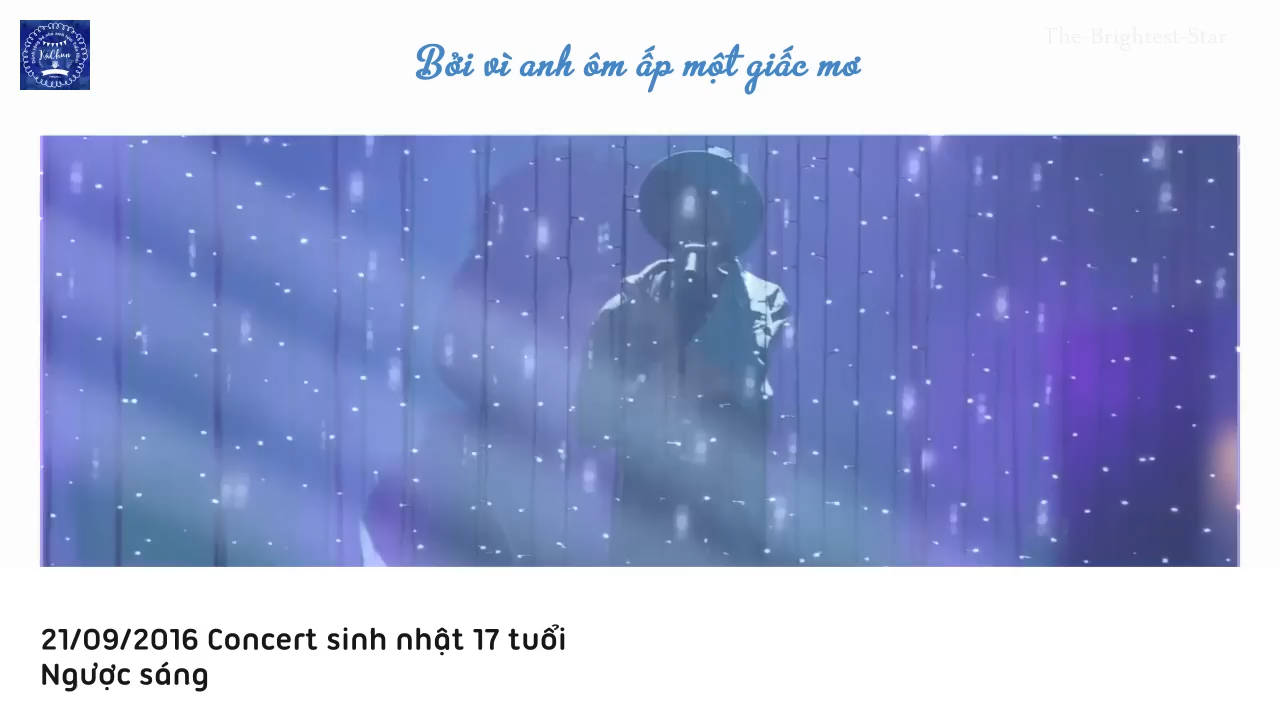 The-Brightest-Star
Bởi vì anh ôm ấp một giấc mơ
KaChun
21/09/2016 Concert sinh nhật 17 tuổi
Ngược sáng